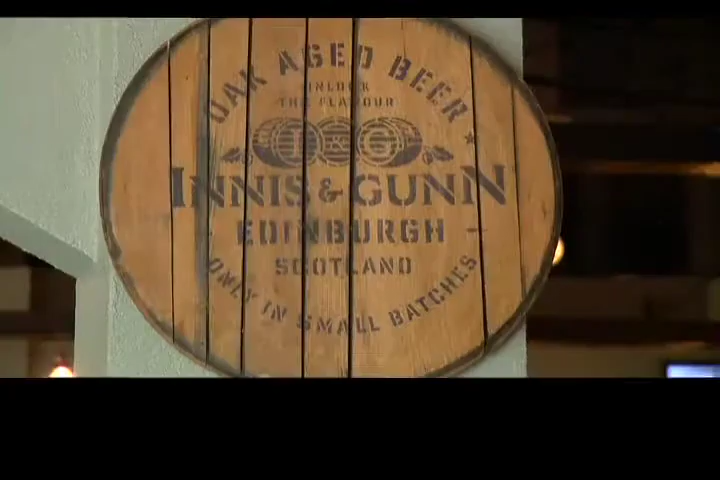 OAK AGED BEER
UNLOCK
THE FLAVOUR
I&G
INNIS & GUNN
EDINBURGH
SCOTLAND
ONLY IN SMALL BATCHES